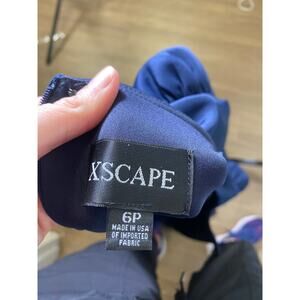 XSCAPE
6P
MADE IN USA
OF IMPORTED
FABRIC